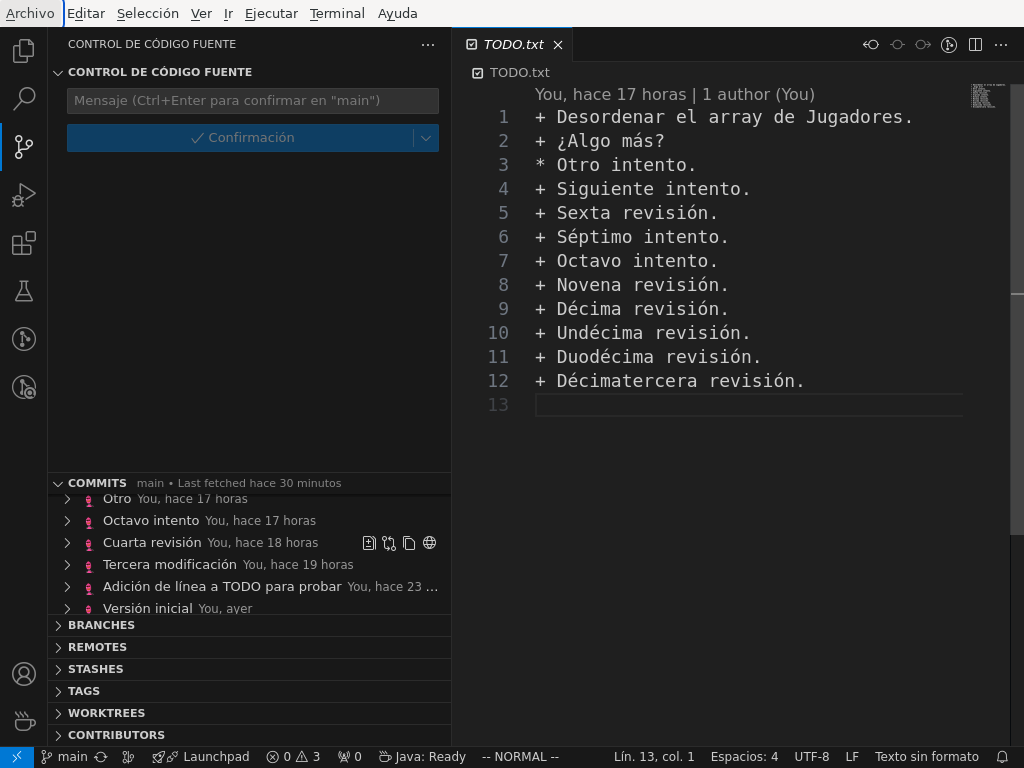 Archivo Editar Selección Ver Ir Ejecutar Terminal Ayuda
CONTROL DE CÓDIGO FUENTE
CONTROL DE CÓDIGO FUENTE
Mensaje (Ctrl+Enter para confirmar en "main")
Confirmación
COMMITS main • Last fetched hace 30 minutos
Otro You, hace 17 horas
Octavo intento You, hace 17 horas
Cuarta revisión You, hace 18 horas
Tercera modificación You, hace 19 horas
Adición de línea a TODO para probar You, hace 23 ...
Versión inicial You, ayer
BRANCHES
REMOTES
STASHES
TAGS
WORKTREES
CONTRIBUTORS
TODO.txt
TODO.txt
You, hace 17 horas | 1 author (You)
1 + Desordenar el array de Jugadores.
2 + ¿Algo más?
3 * Otro intento.
4 + Siguiente intento.
5 + Sexta revisión.
6 + Séptimo intento.
7 + Octavo intento.
8 + Novena revisión.
9 + Décima revisión.
10 + Undécima revisión.
11 + Duodécima revisión.
12 + Décimatercera revisión.
13
main Launchpad 0 3 0 Java: Ready -- NORMAL -- Lín. 13, col. 1 Espacios: 4 UTF-8 LF Texto sin formato